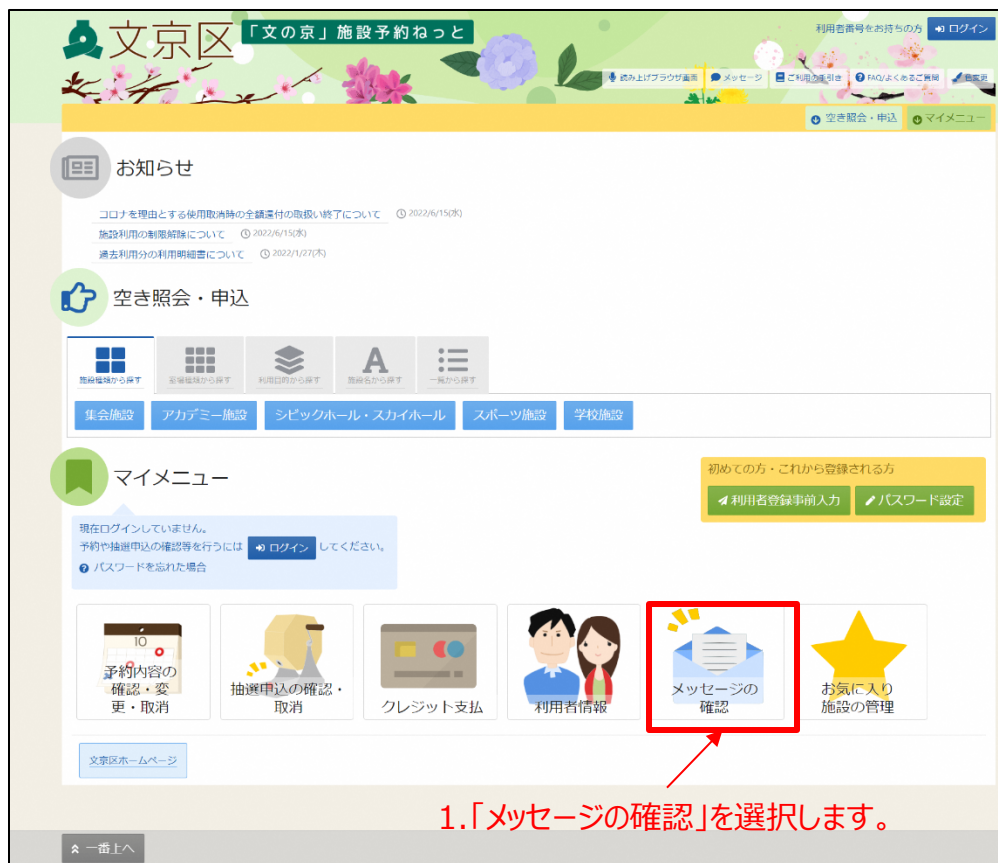 文京区 「文の京」施設予約ねっと
利用者番号をお持ちの方 ログイン
読み上げブラウザ画面 メッセージ ご利用の手引き FAQ/よくあるご質問 色変更
空き照会・申込 マイメニュー
お知らせ
コロナを理由とする使用取消時の全額還付の取扱い終了について 2022/6/15(水)
施設利用の制限解除について 2022/6/15(水)
過去利用分の利用明細書について 2022/1/27(木)
空き照会・申込
施設種類から探す 室場種類から探す 利用目的から探す 施設名から探す 一覧から探す
集会施設 アカデミー施設 シビックホール・スカイホール スポーツ施設 学校施設
マイメニュー
初めての方・これから登録される方
利用者登録事前入力 パスワード設定
現在ログインしていません。
予約や抽選申込の確認等を行うには ログイン してください。
パスワードを忘れた場合
10
予約内容の
確認・変
更・取消
抽選申込の確認・
取消
クレジット支払
利用者情報
メッセージの
確認
お気に入り
施設の管理
文京区ホームページ
1.「メッセージの確認」を選択します。
一番上へ